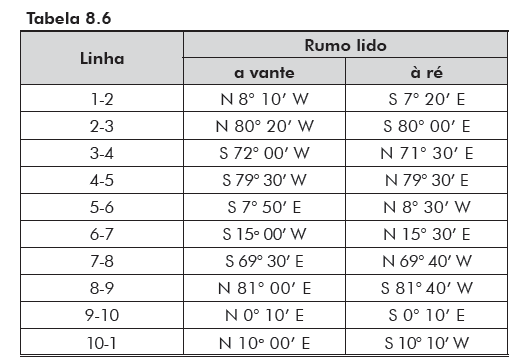 Tabela 8.6
Linha Rumo lido
a vante à ré
1-2 N 8° 10' W S 7° 20' E
2-3 N 80° 20' W S 80° 00' E
3-4 S 72° 00' W N 71° 30' E
4-5 S 79° 30' W N 79° 30' E
5-6 S 7° 50' E N 8° 30' W
6-7 S 15° 00' W N 15° 30' E
7-8 S 69° 30' E N 69° 40' W
8-9 N 81° 00' E S 81° 40' W
9-10 N 0° 10' E S 0° 10' E
10-1 N 10° 00' E S 10° 10' W